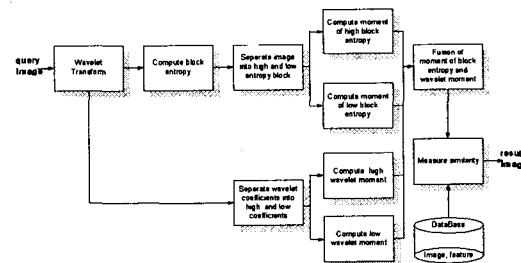 query
image
Wavelet
Transform
Compute block
entropy
Seperate image
into high and low
entropy block
Compute moment
of high block
entropy
Compute moment
of low block
entropy
Fusion of
moment of block
entropy and
wavelet moment
Seperate wavelet
coefficients into
high and low
coefficients
Compute high
wavelet moment
Compute low
wavelet moment
Measure similarity
result
image
DataBase
Image, feature